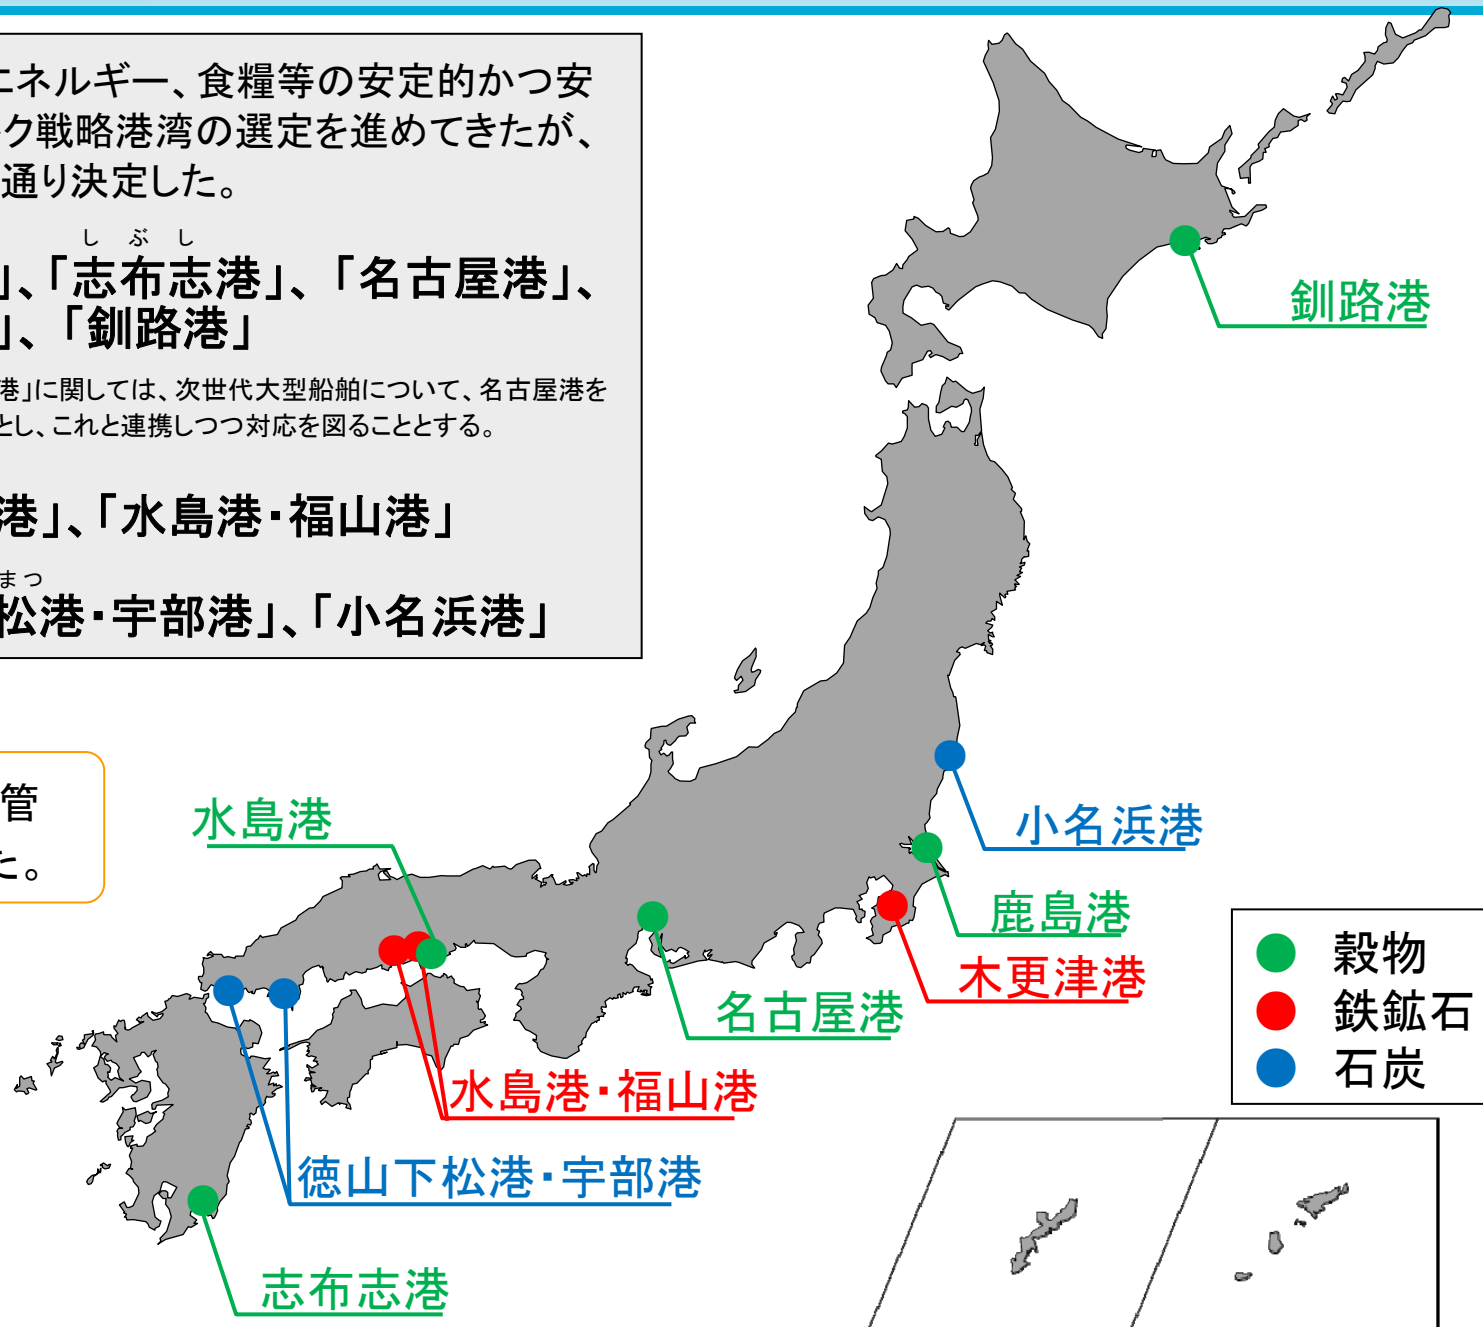 エネルギー、食糧等の安定的かつ安
ク戦略港湾の選定を進めてきたが、
通り決定した。
しぶし
」、「志布志港」、「名古屋港」、
」、「釧路港」
港」に関しては、次世代大型船舶について、名古屋港を
とし、これと連携しつつ対応を図ることとする。
港」、「水島港・福山港」
まつ
松港・宇部港」、「小名浜港」
管
た。
釧路港
小名浜港
水島港
鹿島港
木更津港
名古屋港
水島港・福山港
徳山下松港・宇部港
志布志港
穀物
鉄鉱石
石炭